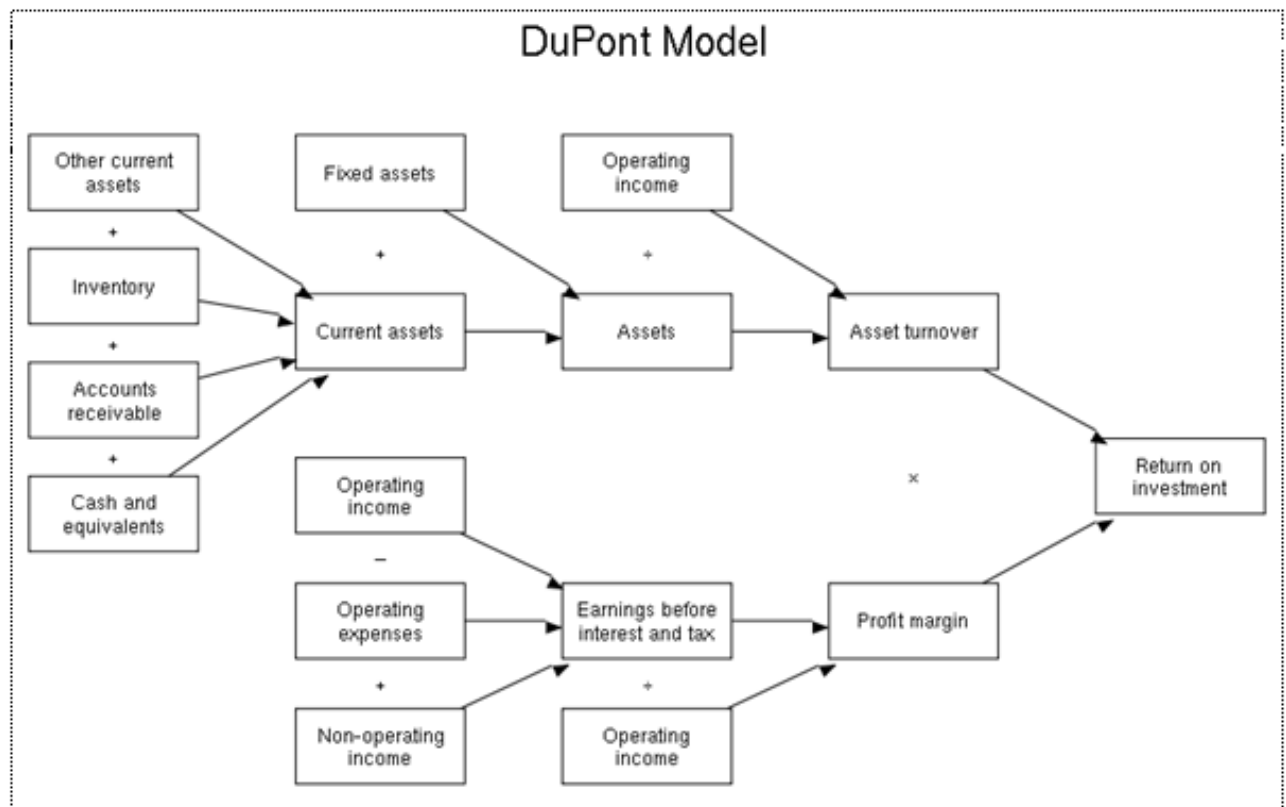 DuPont Model
Other current
assets
+
Inventory
+
Accounts
receivable
+
Cash and
equivalents
Fixed assets
+
Current assets
Operating
income
÷
Assets
Asset turnover
Operating
income
−
Operating
expenses
+
Non-operating
income
Earnings before
interest and tax
÷
Operating
income
Profit margin
×
Return on
investment